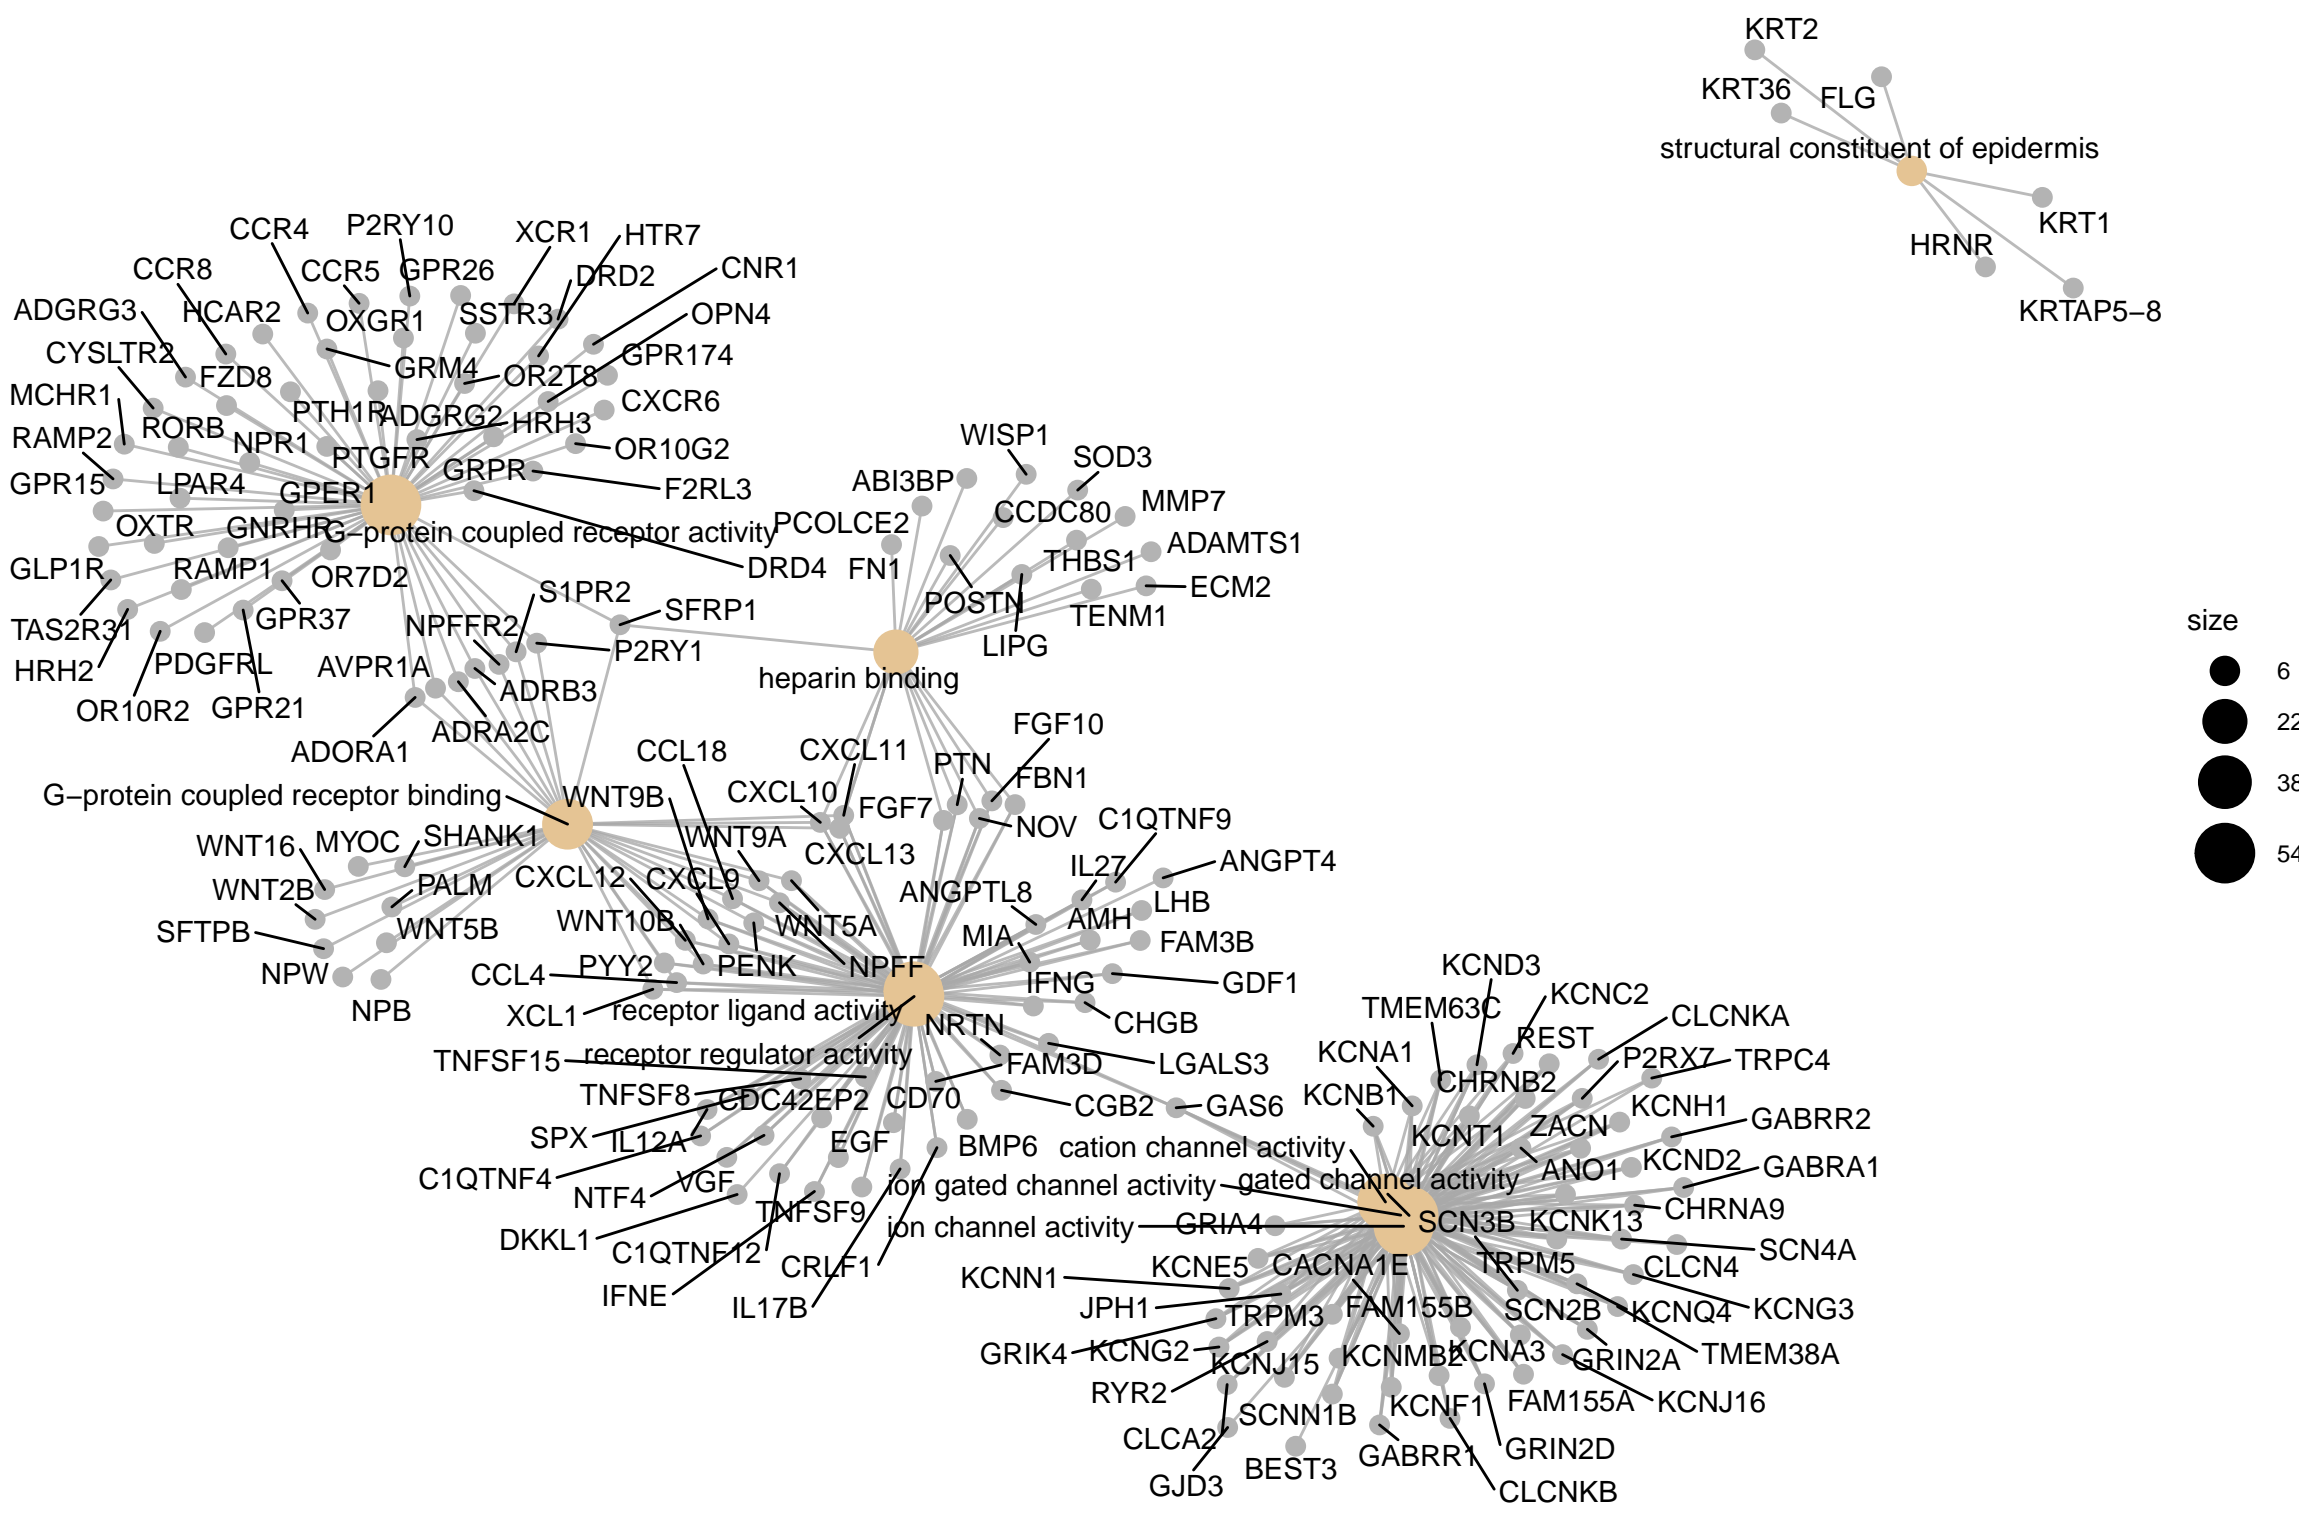 KRT2
KRT36
FLG
structural constituent of epidermis
KRT1
HRNR
KRTAP5−8
CCR4
P2RY10
XCR1
HTR7
CCR8
CCR5
GPR26
DRD2
CNR1
ADGRG3
HCAR2
OXGR1
SSTR3
OPN4
CYSLTR2
FZD8
GRM4
OR2T8
GPR174
MCHR1
PTH1R
ADGRG2
HRH3
CXCR6
RAMP2
RORB
NPR1
PTGFR
GRPR
OR10G2
GPR15
LPAR4
GPER1
F2RL3
OXTR
GNRHR
G−protein coupled receptor activity
DRD4
GLP1R
RAMP1
OR7D2
TAS2R31
GPR37
HRH2
PDGFRL
OR10R2
GPR21
WISP1
SOD3
ABI3BP
CCDC80
MMP7
PCOLCE2
FN1
THBS1
ADAMTS1
POSTN
TENM1
ECM2
LIPG
S1PR2
SFRP1
NPFFR2
P2RY1
AVPR1A
ADRB3
ADRA2C
ADORA1
heparin binding
size
6
22
38
54
FGF10
CCL18
CXCL11
PTN
FBN1
G−protein coupled receptor binding
WNT9B
CXCL10
FGF7
NOV
C1QTNF9
WNT16
MYOC
SHANK1
WNT9A
CXCL13
IL27
ANGPT4
WNT2B
PALM
CXCL12
CXCL9
ANGPTL8
LHB
SFTPB
WNT5B
WNT10B
WNT5A
MIA
AMH
FAM3B
NPW
NPB
PYY2
PENK
NPFF
IFNG
GDF1
CCL4
XCL1
receptor ligand activity
NRTN
CHGB
TNFSF15
receptor regulator activity
FAM3D
LGALS3
TNFSF8
CDC42EP2
CD70
CGB2
GAS6
SPX
IL12A
EGF
BMP6
C1QTNF4
NTF4
VGF
TNFSF9
DKKL1
C1QTNF12
CRLF1
IFNE
IL17B
KCND3
TMEM63C
KCNC2
CLCNKA
KCNA1
REST
P2RX7
TRPC4
KCNB1
CHRNB2
KCNH1
GABRR2
cation channel activity
KCNT1
ZACN
ion gated channel activity
gated channel activity
ANO1
KCND2
GABRA1
ion channel activity
GRIA4
SCN3B
KCNK13
CHRNA9
SCN4A
KCNN1
KCNE5
CACNA1E
TRPM5
CLCN4
JPH1
TRPM3
FAM155B
SCN2B
KCNQ4
KCNG3
GRIK4
KCNG2
KCNJ15
KCNMB2
KCNA3
GRIN2A
TMEM38A
RYR2
SCNN1B
KCNF1
FAM155A
KCNJ16
CLCA2
GJD3
BEST3
GABRR1
GRIN2D
CLCNKB